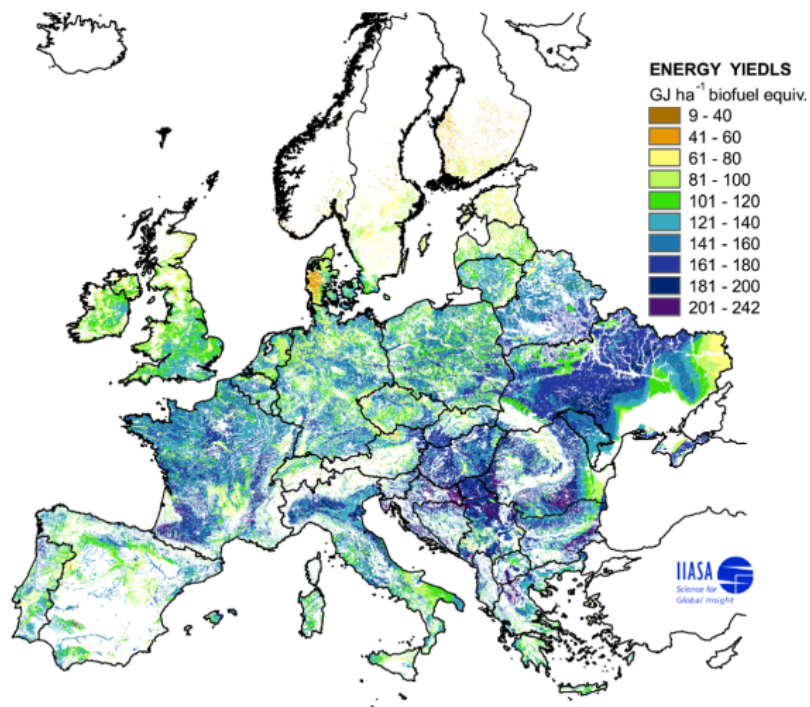 ENERGY YIEDLS
GJ ha⁻¹ biofuel equiv.
9 - 40
41 - 60
61 - 80
81 - 100
101 - 120
121 - 140
141 - 160
161 - 180
181 - 200
201 - 242
IIASA
Science for
Global Insight